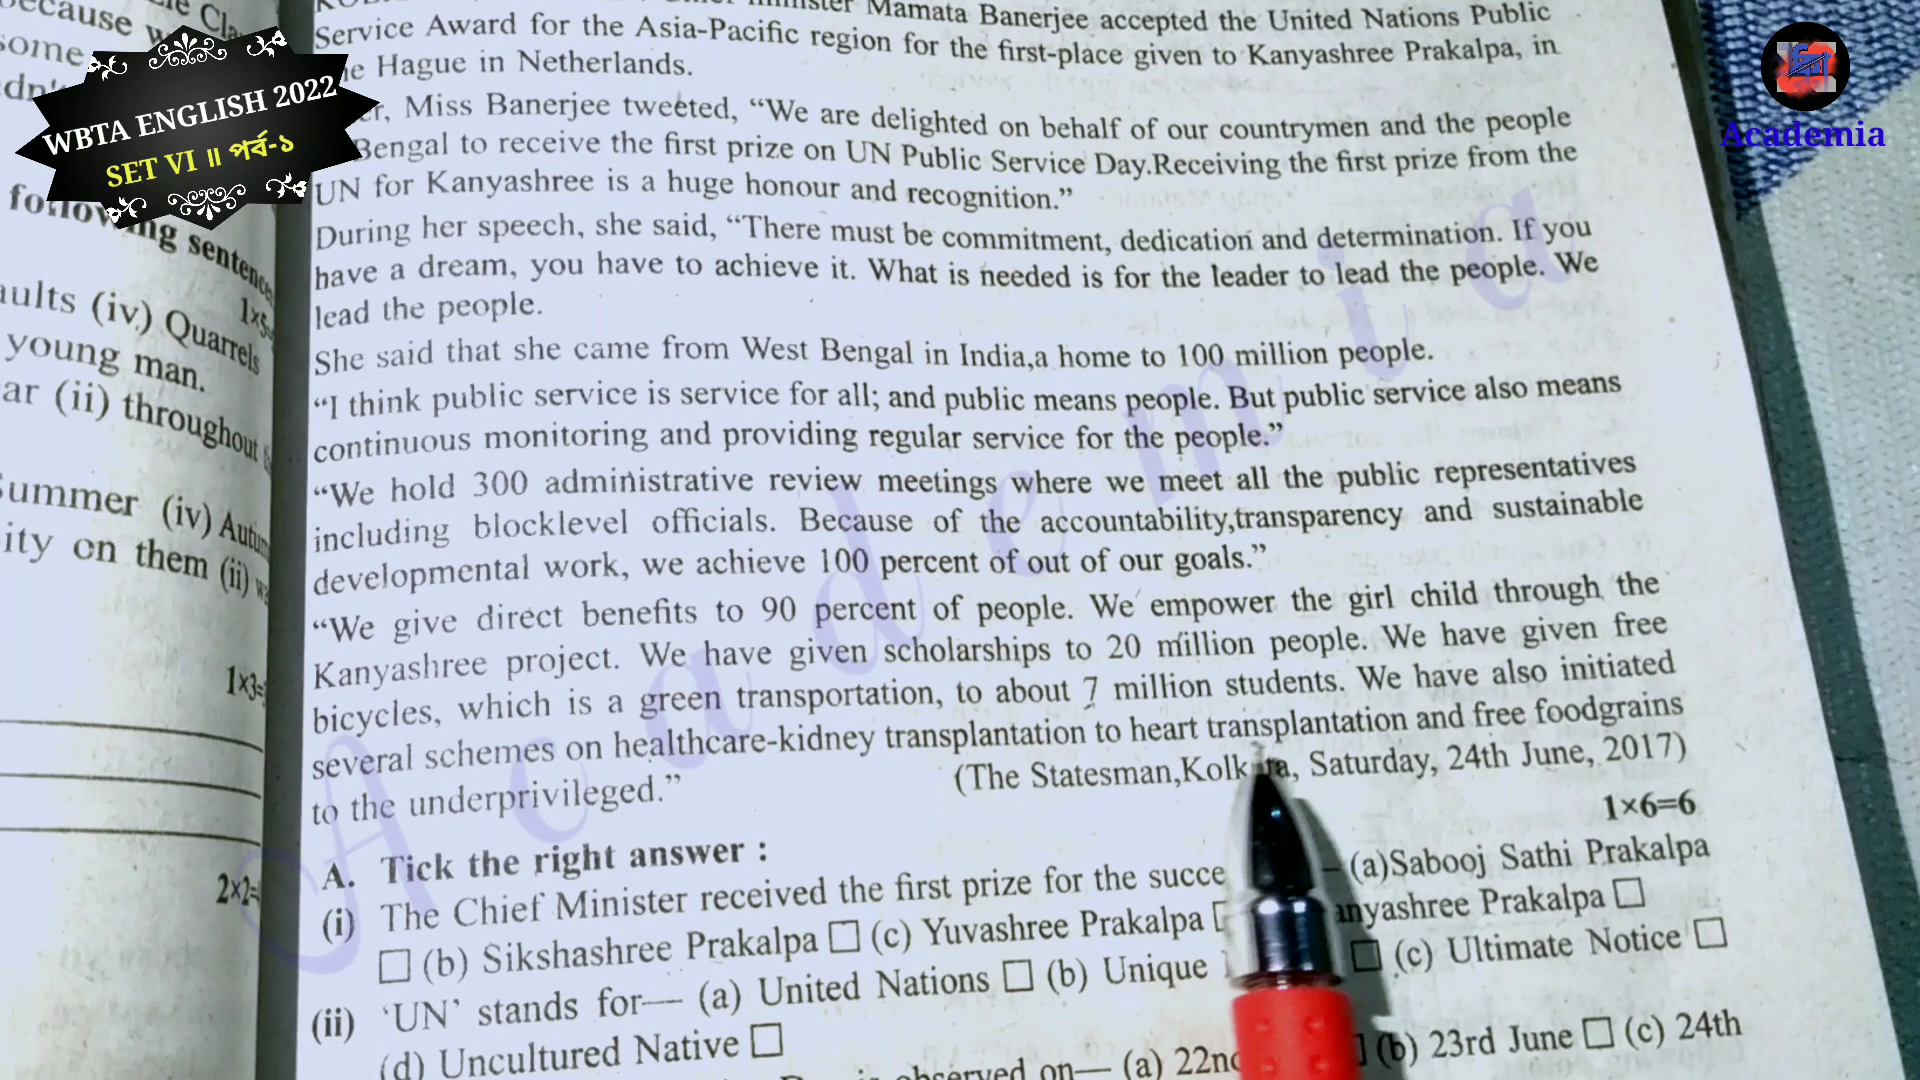 ecause w
some
WBTA ENGLISH 2022
SET VI ॥ পর্ব-১
Academia
following sentence
1×5=
aults (iv) Quarrels
young man.
ar (ii) throughout
ummer (iv) Autum
ity on them (ii)
1×3=
2×2=
Mamata Banerjee accepted the United Nations Public
Service Award for the Asia-Pacific region for the first-place given to Kanyashree Prakalpa, in
Hague in Netherlands.
Miss Banerjee tweeted, “We are delighted on behalf of our countrymen and the people
Bengal to receive the first prize on UN Public Service Day.Receiving the first prize from the
UN for Kanyashree is a huge honour and recognition.”
During her speech, she said, “There must be commitment, dedication and determination. If you
have a dream, you have to achieve it. What is needed is for the leader to lead the people. We
lead the people.
She said that she came from West Bengal in India,a home to 100 million people.
“I think public service is service for all; and public means people. But public service also means
continuous monitoring and providing regular service for the people.”
“We hold 300 administrative review meetings where we meet all the public representatives
including blocklevel officials. Because of the accountability,transparency and sustainable
developmental work, we achieve 100 percent of out of our goals.”
“We give direct benefits to 90 percent of people. We empower the girl child through the
Kanyashree project. We have given scholarships to 20 million people. We have given free
bicycles, which is a green transportation, to about 7 million students. We have also initiated
several schemes on healthcare-kidney transplantation to heart transplantation and free foodgrains
to the underprivileged.” (The Statesman,Kolkata, Saturday, 24th June, 2017)
1×6=6
A. Tick the right answer :
(i) The Chief Minister received the first prize for the succe — (a)Sabooj Sathi Prakalpa
□ (b) Sikshashree Prakalpa □ (c) Yuvashree Prakalpa □ anyashree Prakalpa □
(ii) ‘UN’ stands for— (a) United Nations □ (b) Unique □ (c) Ultimate Notice □
(d) Uncultured Native □
observed on— (a) 22nd □ (b) 23rd June □ (c) 24th
Academia